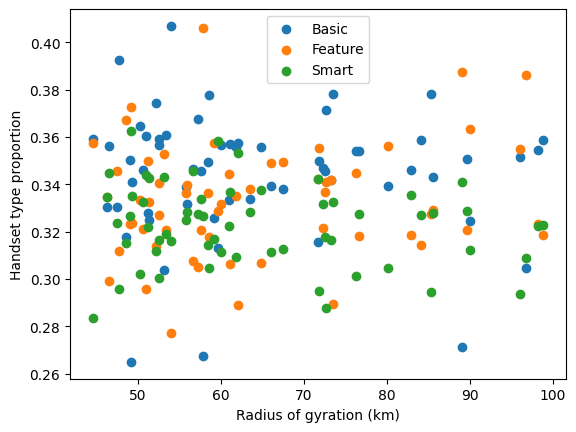 Basic
Feature
Smart
0.40
0.38
0.36
0.34
0.32
0.30
0.28
0.26
Handset type proportion
50
60
70
80
90
100
Radius of gyration (km)